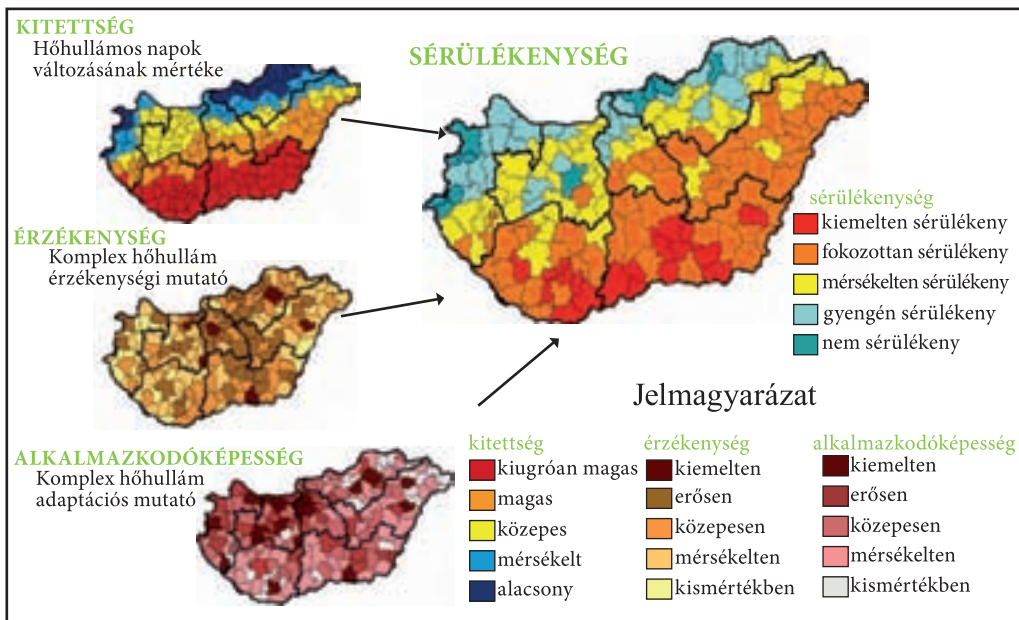 KITETTSÉG
Hőhullámos napok
változásának mértéke
SÉRÜLÉKENYSÉG
ÉRZÉKENYSÉG
Komplex hőhullám
érzékenységi mutató
ALKALMAZKODÓKÉPESSÉG
Komplex hőhullám
adaptációs mutató
sérülékenység
kiemelten sérülékeny
fokozottan sérülékeny
mérsékelten sérülékeny
gyengén sérülékeny
nem sérülékeny
Jelmagyarázat
kitettség
kiugróan magas
magas
közepes
mérsékelt
alacsony
érzékenység
kiemelten
erősen
közepesen
mérsékelten
kismértékben
alkalmazkodóképesség
kiemelten
erősen
közepesen
mérsékelten
kismértékben